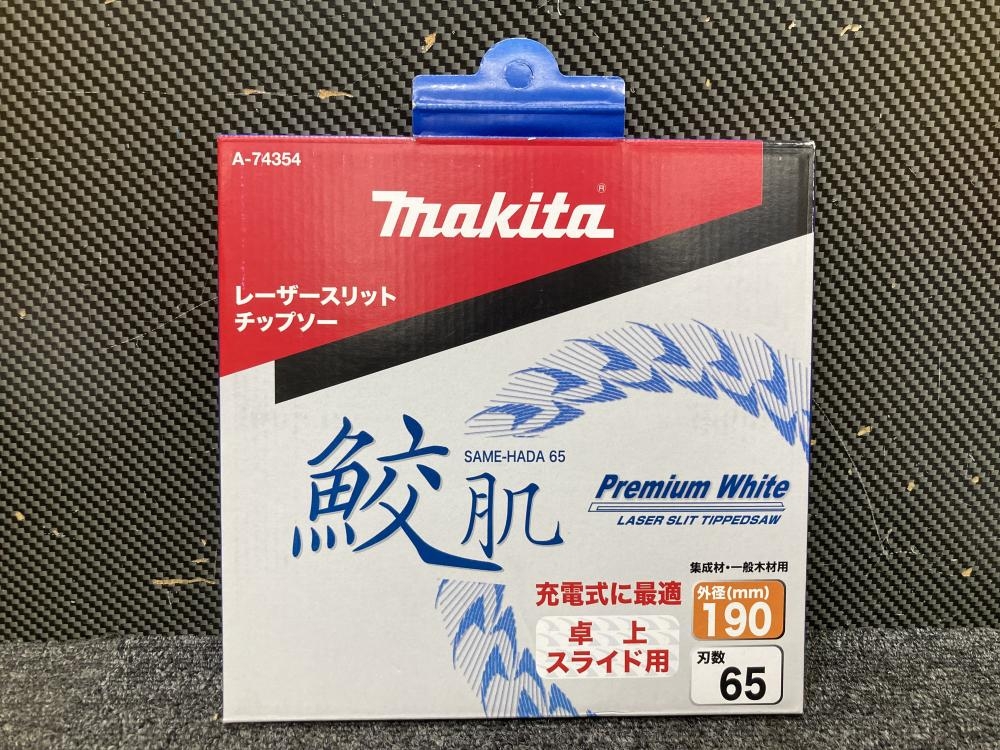 A-74354
makita®
レーザースリット
チップソー
鮫肌
SAME-HADA 65
Premium White
LASER SLIT TIPPEDSAW
集成材・一般木材用
充電式に最適
卓上
スライド用
外径(mm)
190
刃数
65